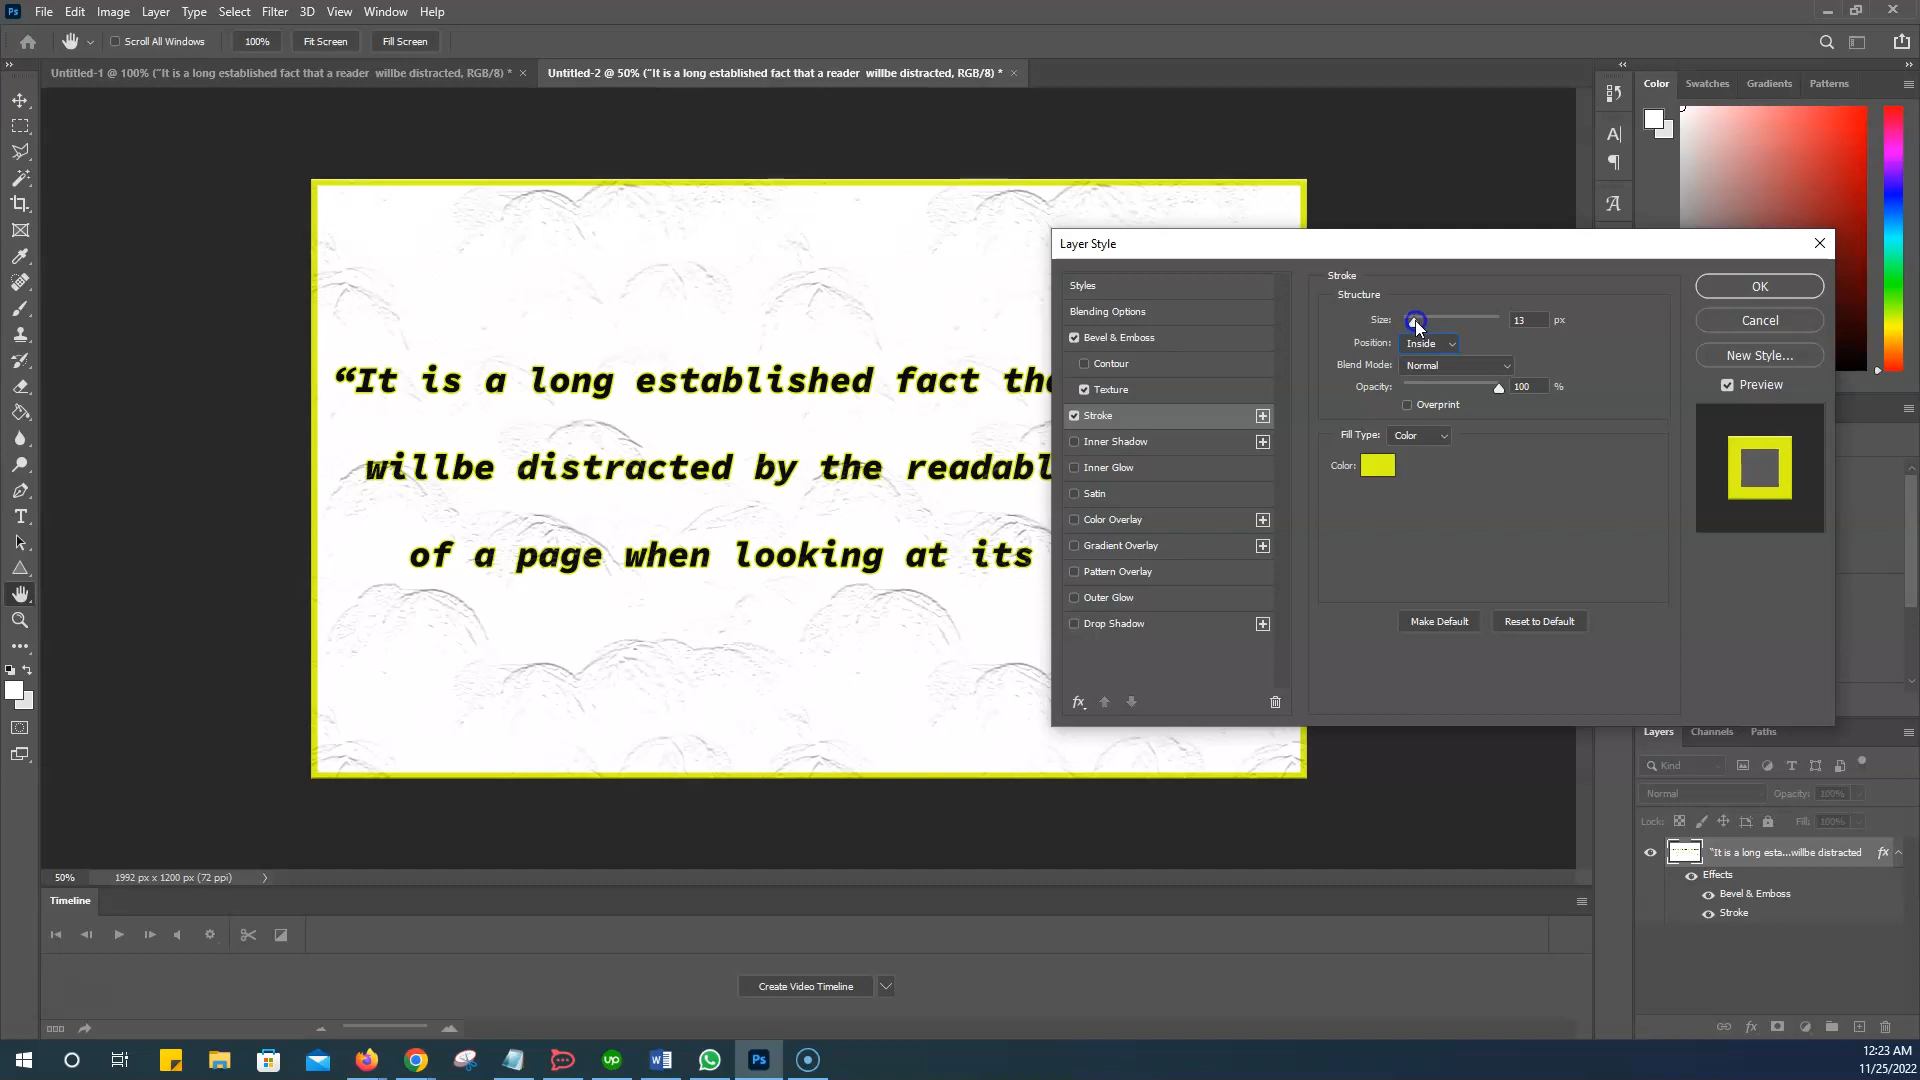 Ps File Edit Image Layer Type Select Filter 3D View Window Help
Scroll All Windows 100% Fit Screen Fill Screen
Untitled-1 @ 100% ("It is a long established fact that a reader willbe distracted, RGB/8) * × Untitled-2 @ 50% ("It is a long established fact that a reader willbe distracted, RGB/8) * ×
Color Swatches Gradients Patterns
Layer Style
Styles
Blending Options
Bevel & Emboss
Contour
Texture
Stroke
Inner Shadow
Inner Glow
Satin
Color Overlay
Gradient Overlay
Pattern Overlay
Outer Glow
Drop Shadow
fx
Stroke
Structure
Size: 13 px
Position: Inside
Blend Mode: Normal
Opacity: 100 %
Overprint
Fill Type: Color
Color:
Make Default Reset to Default
OK
Cancel
New Style...
Preview
“It is a long established fact tha
willbe distracted by the readabl
of a page when looking at its
50% 1992 px x 1200 px (72 ppi)
Timeline
Create Video Timeline
Layers Channels Paths
Kind
Normal Opacity: 100%
Lock: Fill: 100%
"It is a long esta...willbe distracted fx
Effects
Bevel & Emboss
Stroke
fx
12:23 AM
11/25/2022